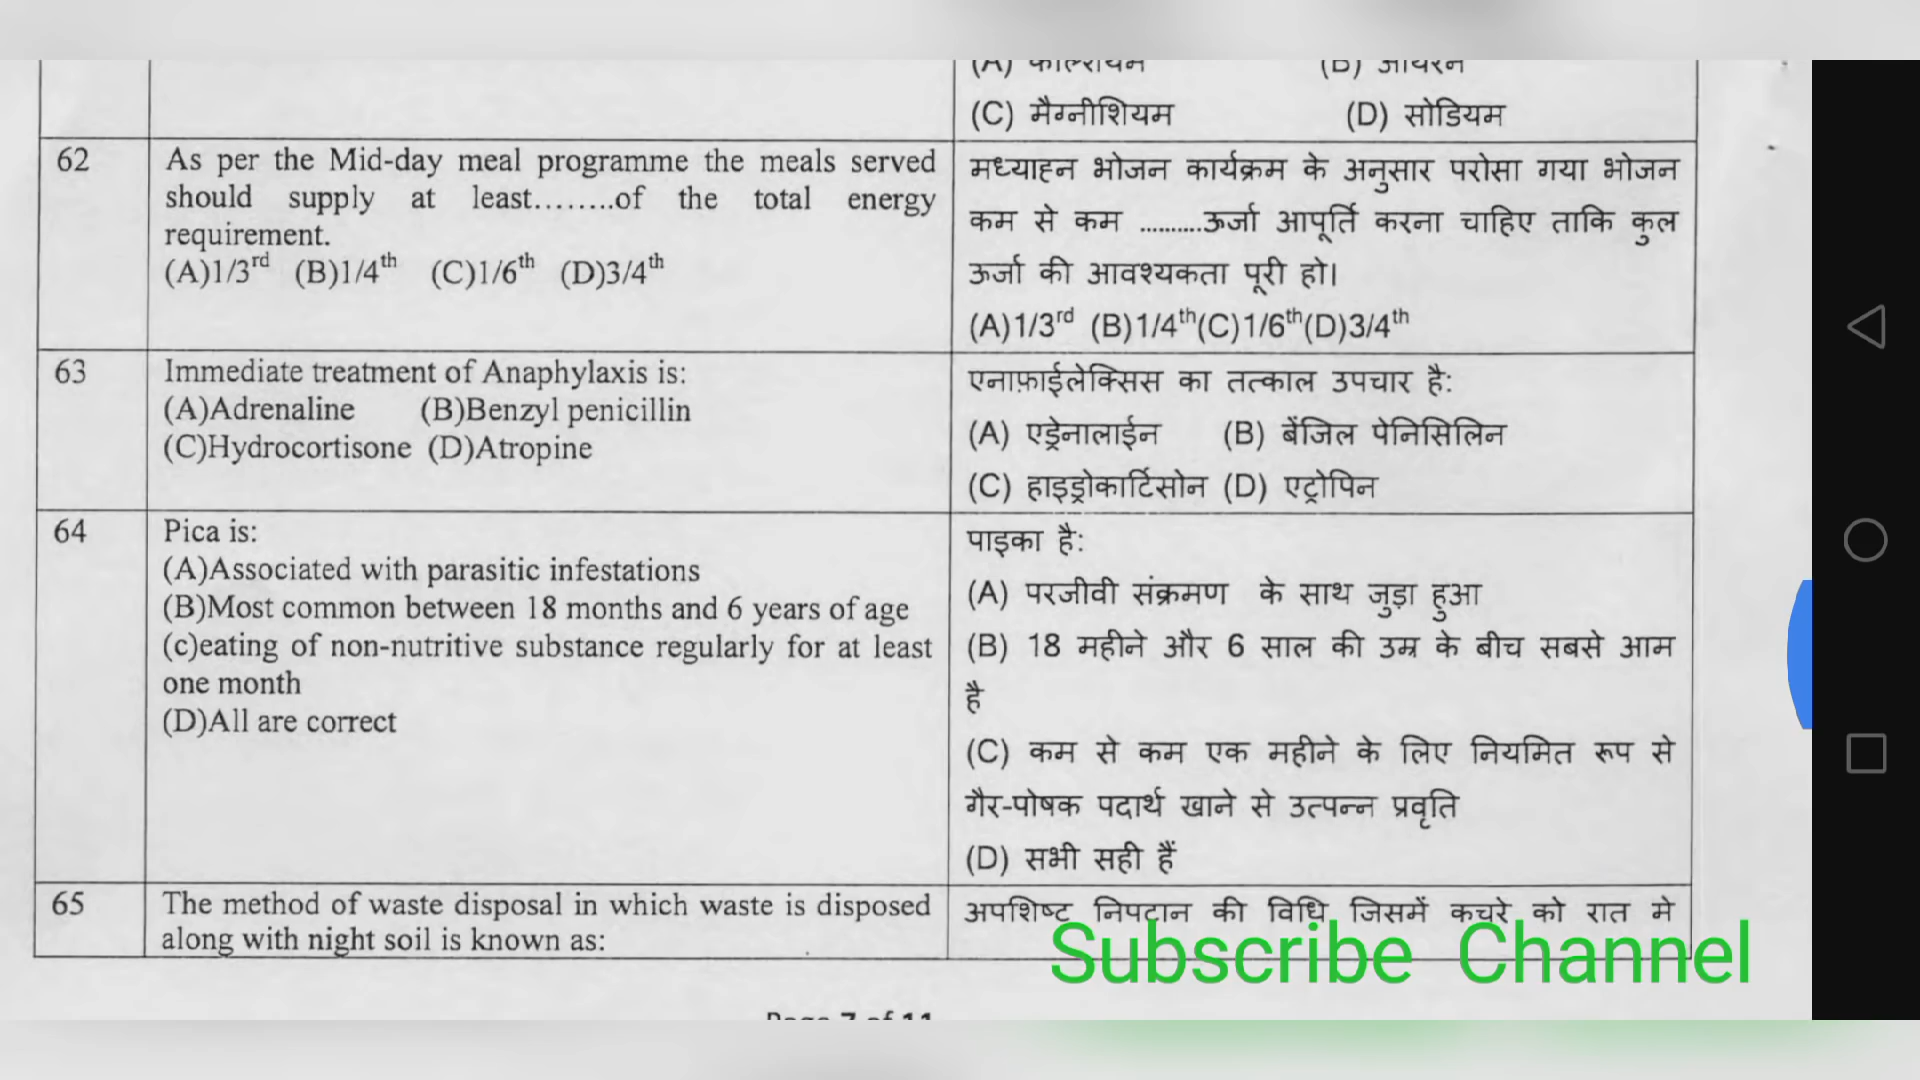 (A) कैल्शियम (B) आयरन
(C) मैग्नीशियम (D) सोडियम
62
As per the Mid-day meal programme the meals served
should supply at least........of the total energy
requirement.
(A)1/3rd (B)1/4th (C)1/6th (D)3/4th
मध्याहन भोजन कार्यक्रम के अनुसार परोसा गया भोजन
कम से कम ..........ऊर्जा आपूर्ति करना चाहिए ताकि कुल
ऊर्जा की आवश्यकता पूरी हो।
(A)1/3rd (B)1/4th(C)1/6th(D)3/4th
63
Immediate treatment of Anaphylaxis is:
(A)Adrenaline (B)Benzyl penicillin
(C)Hydrocortisone (D)Atropine
एनाफ़ाईलेक्सिस का तत्काल उपचार है:
(A) एड्रेनालाईन (B) बेंजिल पेनिसिलिन
(C) हाइड्रोकार्टिसोन (D) एट्रोपिन
64
Pica is:
(A)Associated with parasitic infestations
(B)Most common between 18 months and 6 years of age
(c)eating of non-nutritive substance regularly for at least
one month
(D)All are correct
पाइका है:
(A) परजीवी संक्रमण के साथ जुड़ा हुआ
(B) 18 महीने और 6 साल की उम्र के बीच सबसे आम
है
(C) कम से कम एक महीने के लिए नियमित रूप से
गैर-पोषक पदार्थ खाने से उत्पन्न प्रवृति
(D) सभी सही हैं
65
The method of waste disposal in which waste is disposed
along with night soil is known as:
अपशिष्ट निपटान की विधि जिसमें कचरे को रात मे
Subscribe Channel
Page 7 of 11